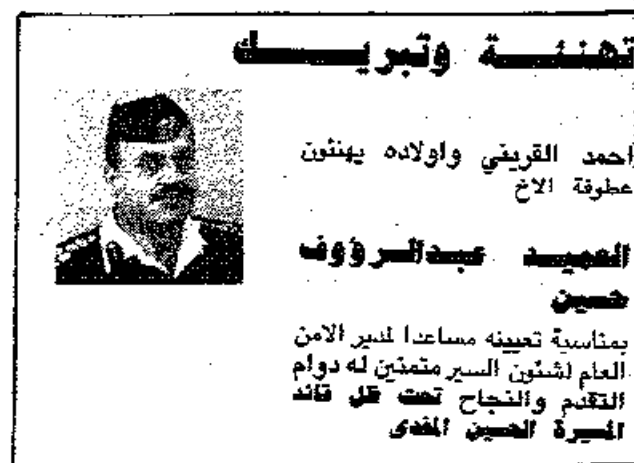 تهنئة وتبريك
احمد القريني واولاده يهنئون
عطوفة الاخ
العميد عبدالرؤوف
حسين
بمناسبة تعيينه مساعدا لمدير الامن
العام لشئون السير متمنين له دوام
التقدم والنجاح تحت ظل قائد
المسيرة الحسين المفدى